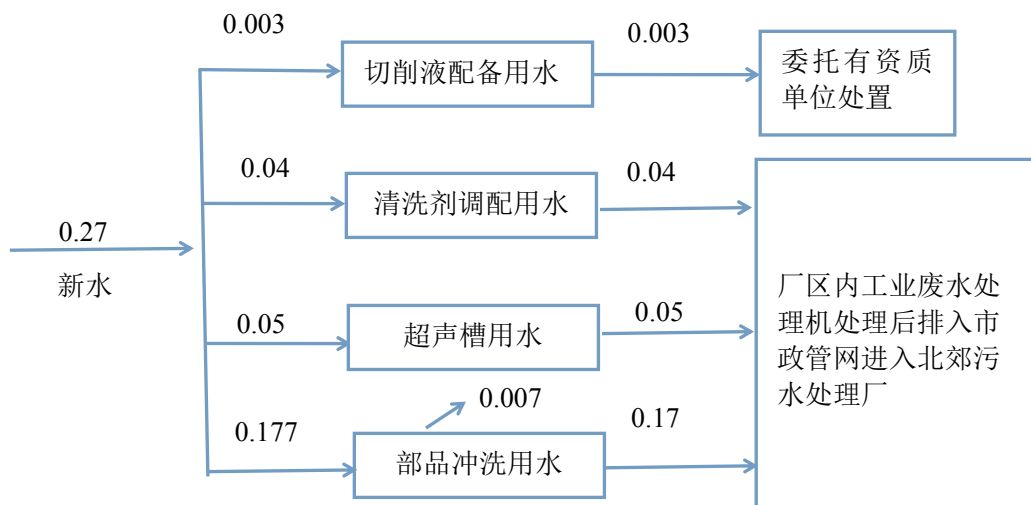 0.003
切削液配备用水
0.003
委托有资质
单位处置
0.04
清洗剂调配用水
0.04
0.27
新水
0.05
超声槽用水
0.05
厂区内工业废水处
理机处理后排入市
政管网进入北郊污
水处理厂
0.007
0.177
部品冲洗用水
0.17